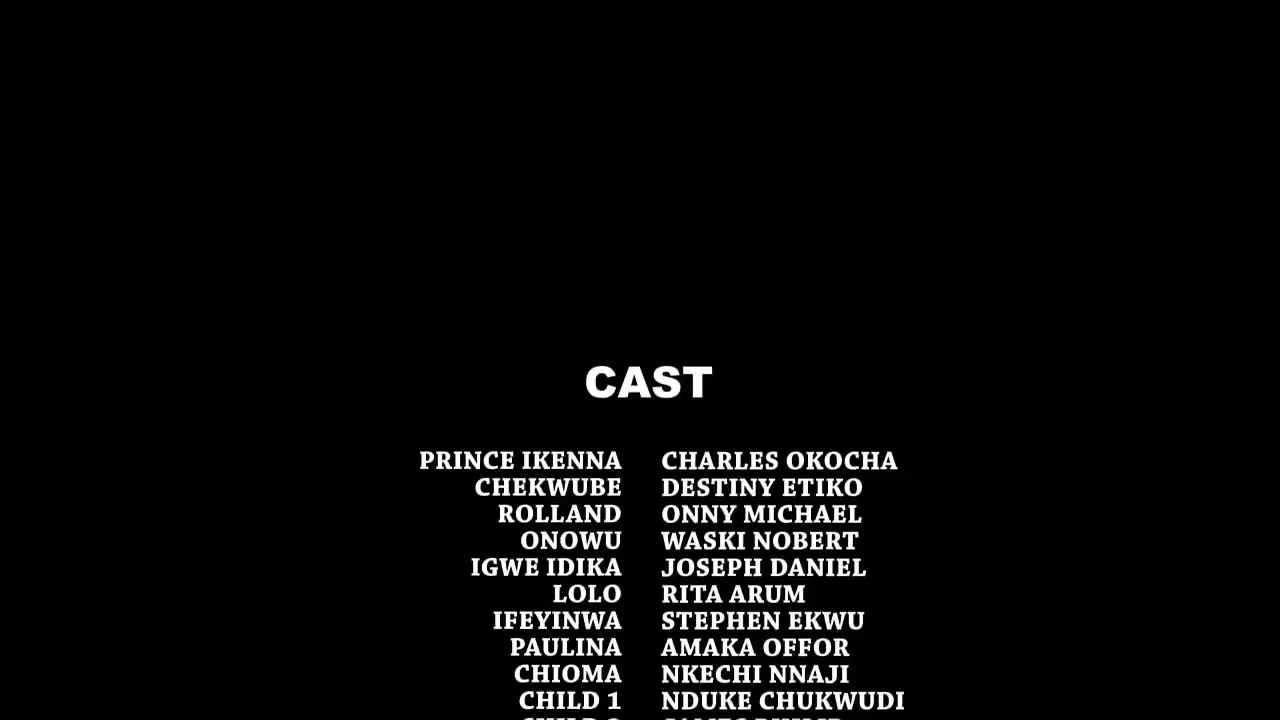 CAST
PRINCE IKENNA CHARLES OKOCHA
CHEKWUBE DESTINY ETIKO
ROLLAND ONNY MICHAEL
ONOWU WASKI NOBERT
IGWE IDIKA JOSEPH DANIEL
LOLO RITA ARUM
IFEYINWA STEPHEN EKWU
PAULINA AMAKA OFFOR
CHIOMA NKECHI NNAJI
CHILD 1 NDUKE CHUKWUDI